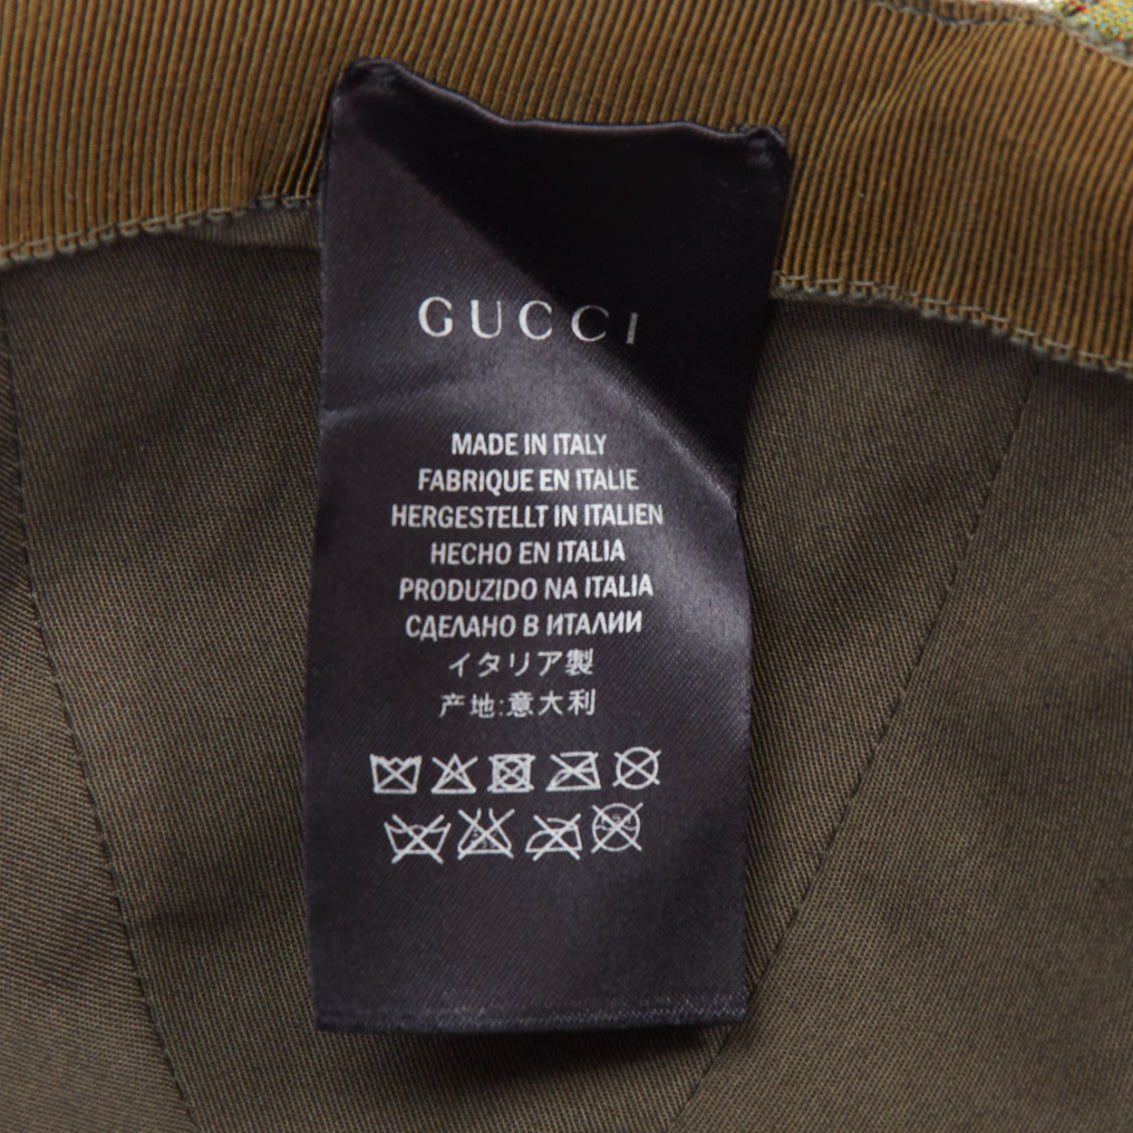 GUCCI
MADE IN ITALY
FABRIQUE EN ITALIE
HERGESTELLT IN ITALIEN
HECHO EN ITALIA
PRODUZIDO NA ITALIA
СДЕЛАНО В ИТАЛИИ
イタリア製
产地:意大利